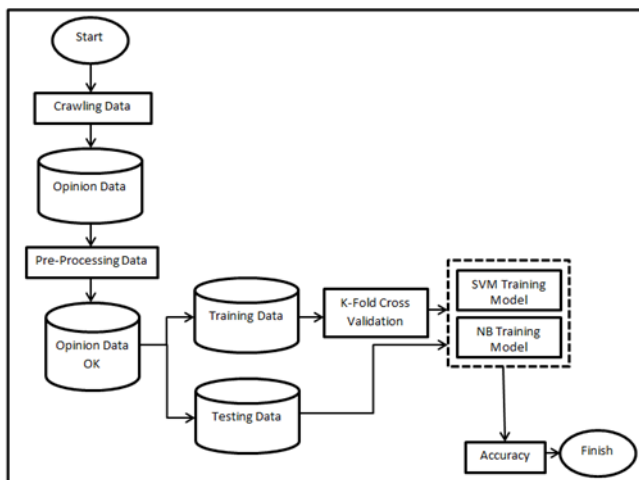 Start
Crawling Data
Opinion Data
Pre-Processing Data
Opinion Data
OK
Training Data
Testing Data
K-Fold Cross
Validation
SVM Training
Model
NB Training
Model
Accuracy
Finish